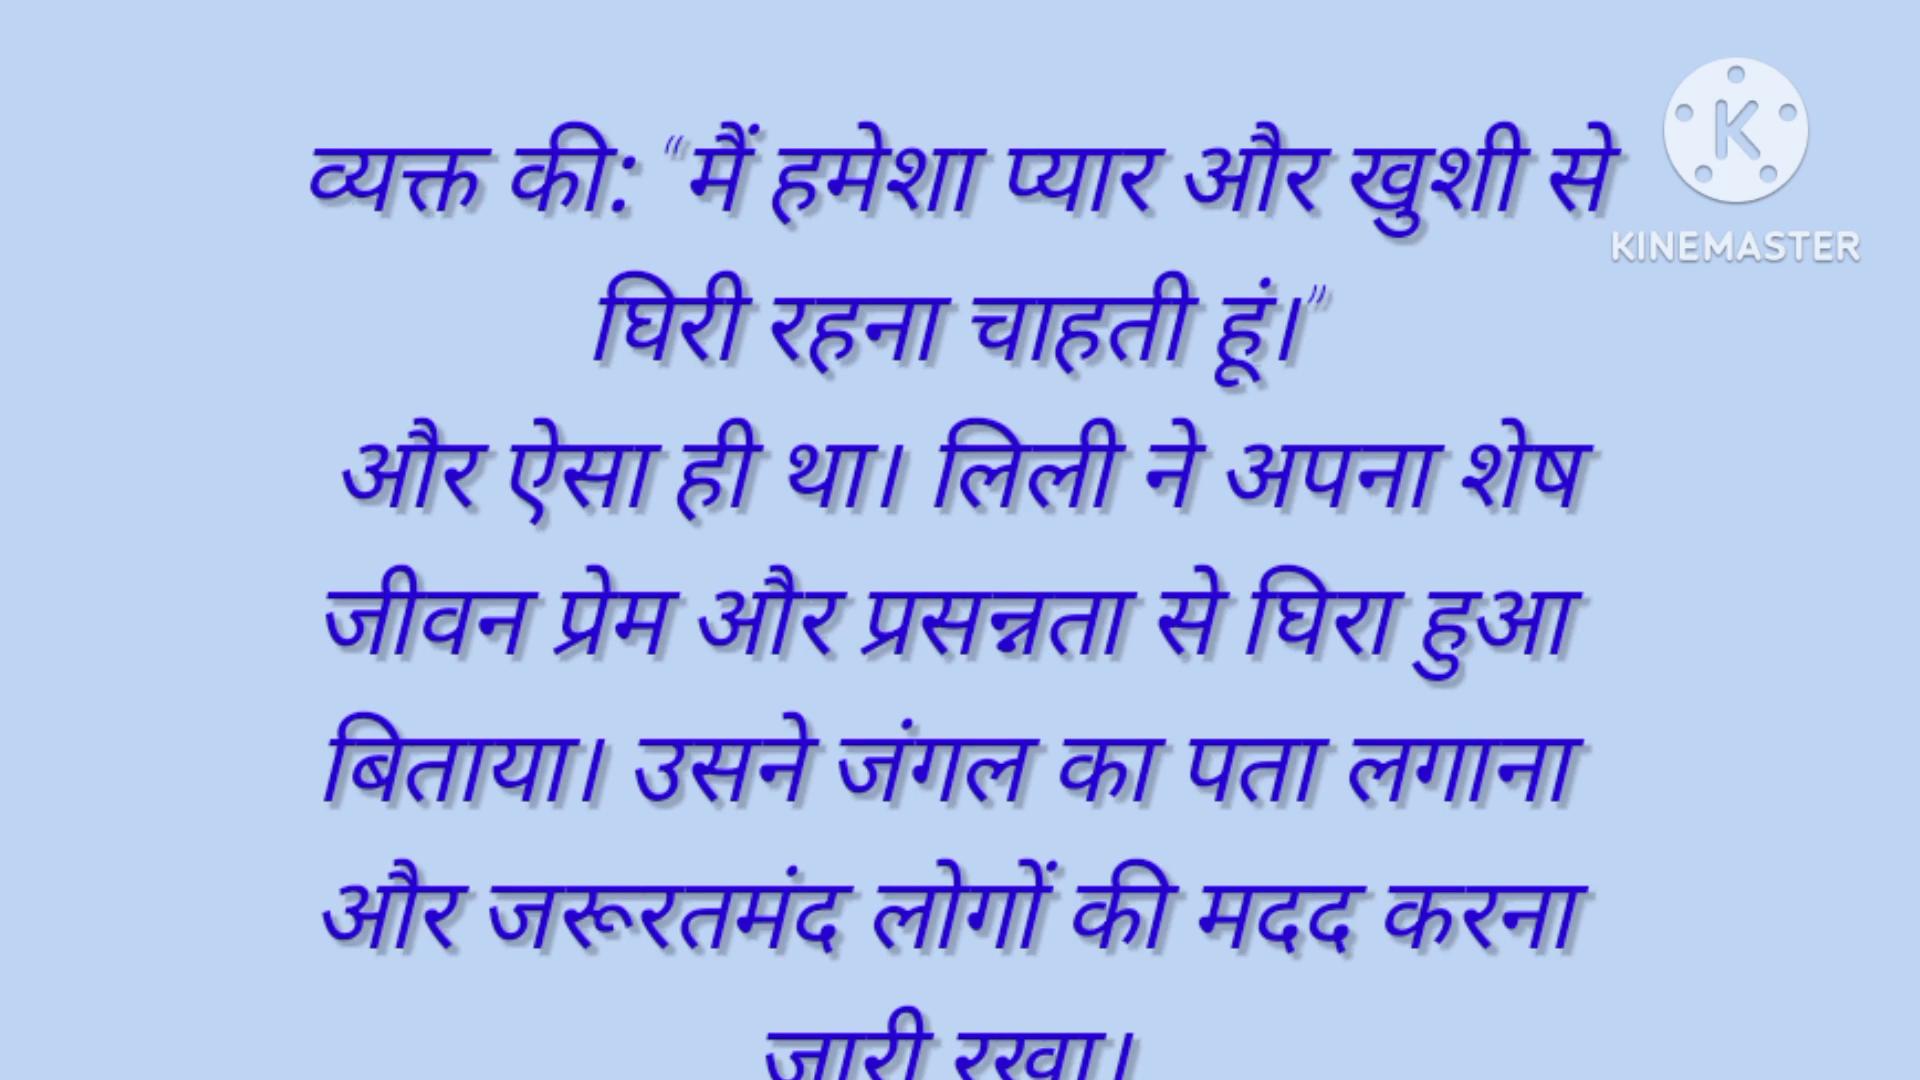 व्यक्त की: "मैं हमेशा प्यार और खुशी से
घिरी रहना चाहती हूं।"
और ऐसा ही था। लिली ने अपना शेष
जीवन प्रेम और प्रसन्नता से घिरा हुआ
बिताया। उसने जंगल का पता लगाना
और जरूरतमंद लोगों की मदद करना
जारी रखा।
K
KINEMASTER